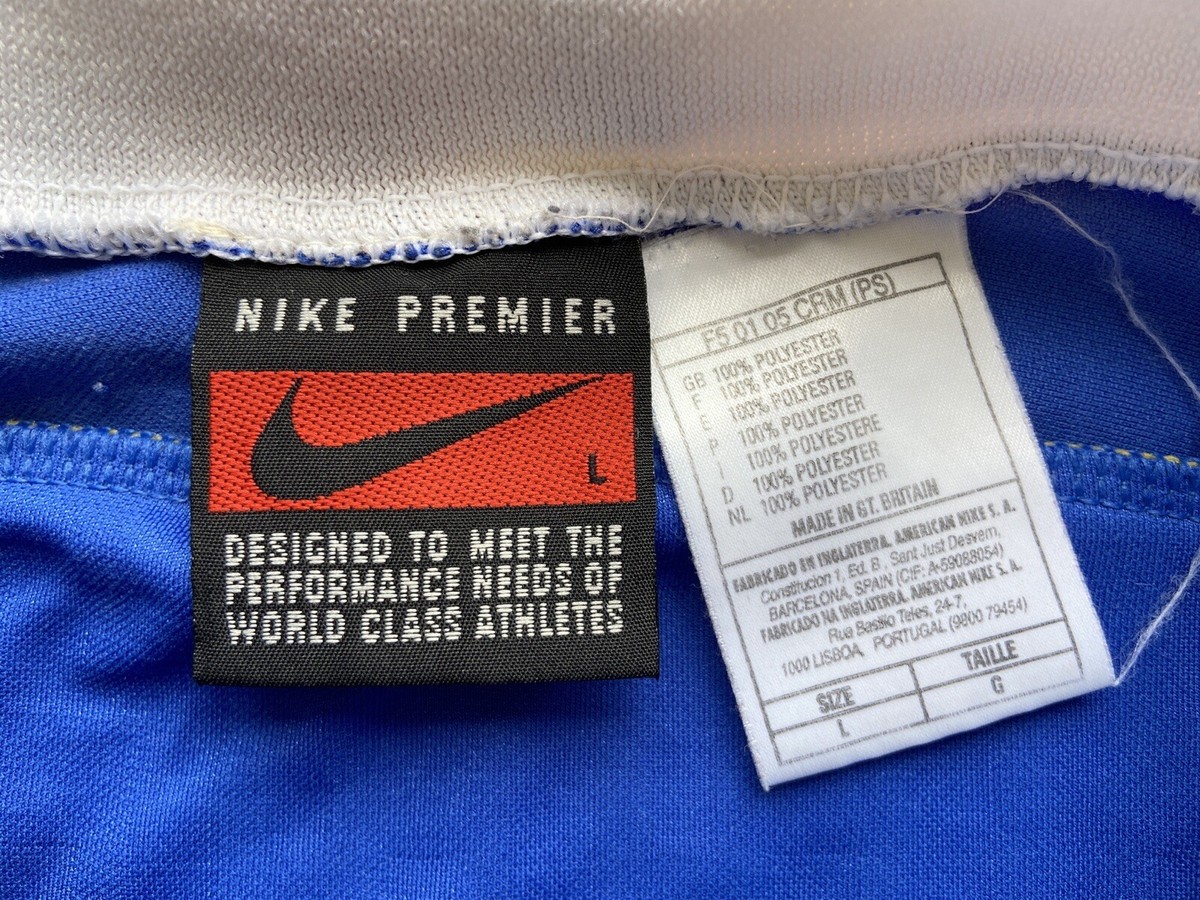 NIKE PREMIER
L
DESIGNED TO MEET THE
PERFORMANCE NEEDS OF
WORLD CLASS ATHLETES
F5 01 05 CRM (PS)
GB 100% POLYESTER
F 100% POLYESTER
E 100% POLYESTER
P 100% POLYESTER
I 100% POLYESTERE
D 100% POLYESTER
NL 100% POLYESTER
MADE IN GT. BRITAIN
FABRICADO EN INGLATERRA. AMERICAN NIKE S. A.
Constitucion 1, Ed. B, Sant Just Desvern,
BARCELONA, SPAIN (CIF: A-59088054)
FABRICADO NA INGLATERRA. AMERICAN NIKE S. A.
Rue Basilio Teles, 24-7,
1000 LISBOA, PORTUGAL (9800 79454)
SIZE TAILLE
L G